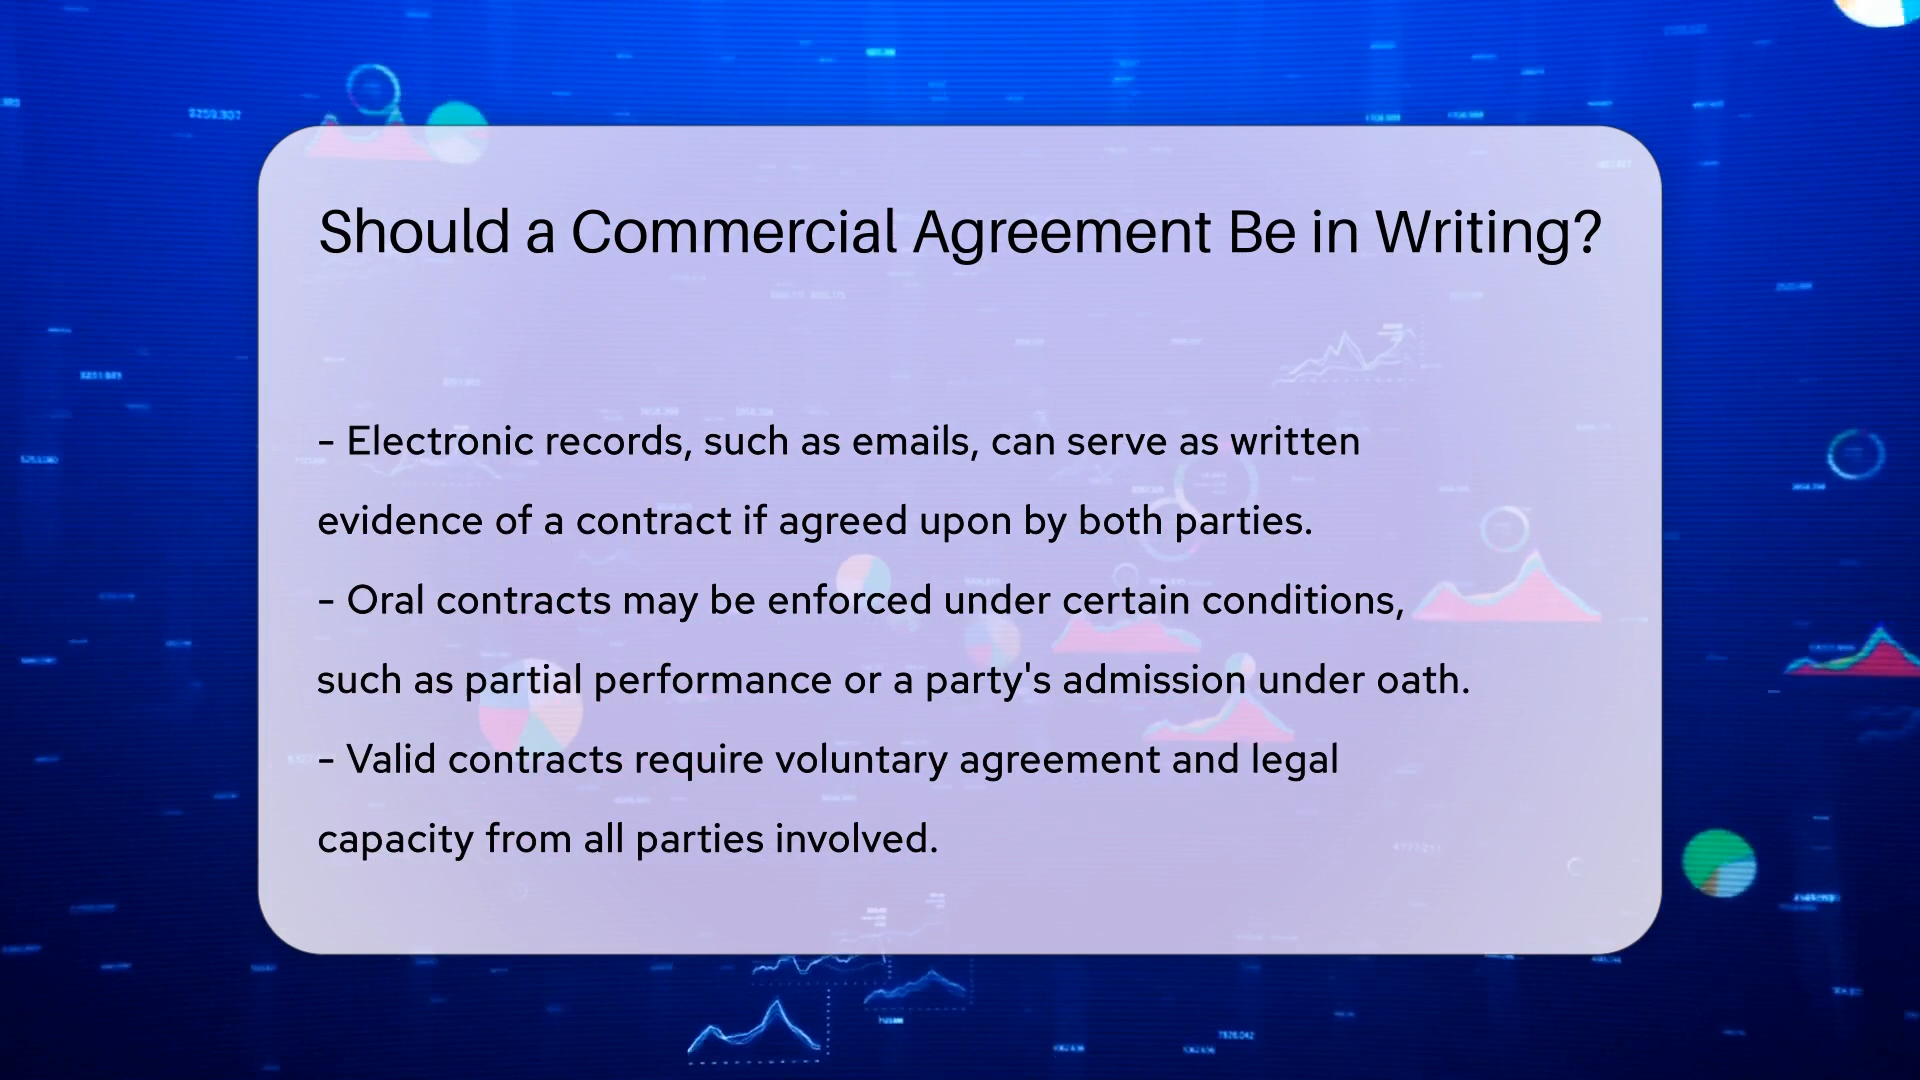 Should a Commercial Agreement Be in Writing?
- Electronic records, such as emails, can serve as written
evidence of a contract if agreed upon by both parties.
- Oral contracts may be enforced under certain conditions,
such as partial performance or a party's admission under oath.
- Valid contracts require voluntary agreement and legal
capacity from all parties involved.